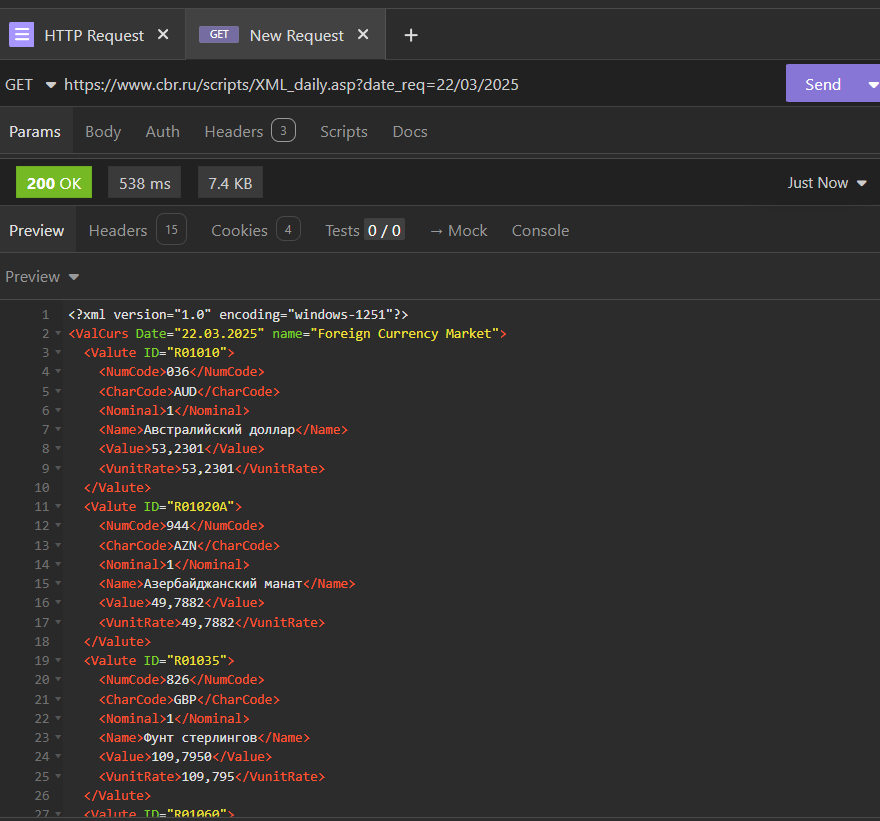 HTTP Request ✕ GET New Request ✕ +
GET https://www.cbr.ru/scripts/XML_daily.asp?date_req=22/03/2025 Send
Params Body Auth Headers 3 Scripts Docs
200 OK 538 ms 7.4 KB Just Now
Preview Headers 15 Cookies 4 Tests 0 / 0 → Mock Console
Preview
1 <?xml version="1.0" encoding="windows-1251"?>
2 <ValCurs Date="22.03.2025" name="Foreign Currency Market">
3 <Valute ID="R01010">
4 <NumCode>036</NumCode>
5 <CharCode>AUD</CharCode>
6 <Nominal>1</Nominal>
7 <Name>Австралийский доллар</Name>
8 <Value>53,2301</Value>
9 <VunitRate>53,2301</VunitRate>
10 </Valute>
11 <Valute ID="R01020A">
12 <NumCode>944</NumCode>
13 <CharCode>AZN</CharCode>
14 <Nominal>1</Nominal>
15 <Name>Азербайджанский манат</Name>
16 <Value>49,7882</Value>
17 <VunitRate>49,7882</VunitRate>
18 </Valute>
19 <Valute ID="R01035">
20 <NumCode>826</NumCode>
21 <CharCode>GBP</CharCode>
22 <Nominal>1</Nominal>
23 <Name>Фунт стерлингов</Name>
24 <Value>109,7950</Value>
25 <VunitRate>109,795</VunitRate>
26 </Valute>
27 <Valute ID="R01060">